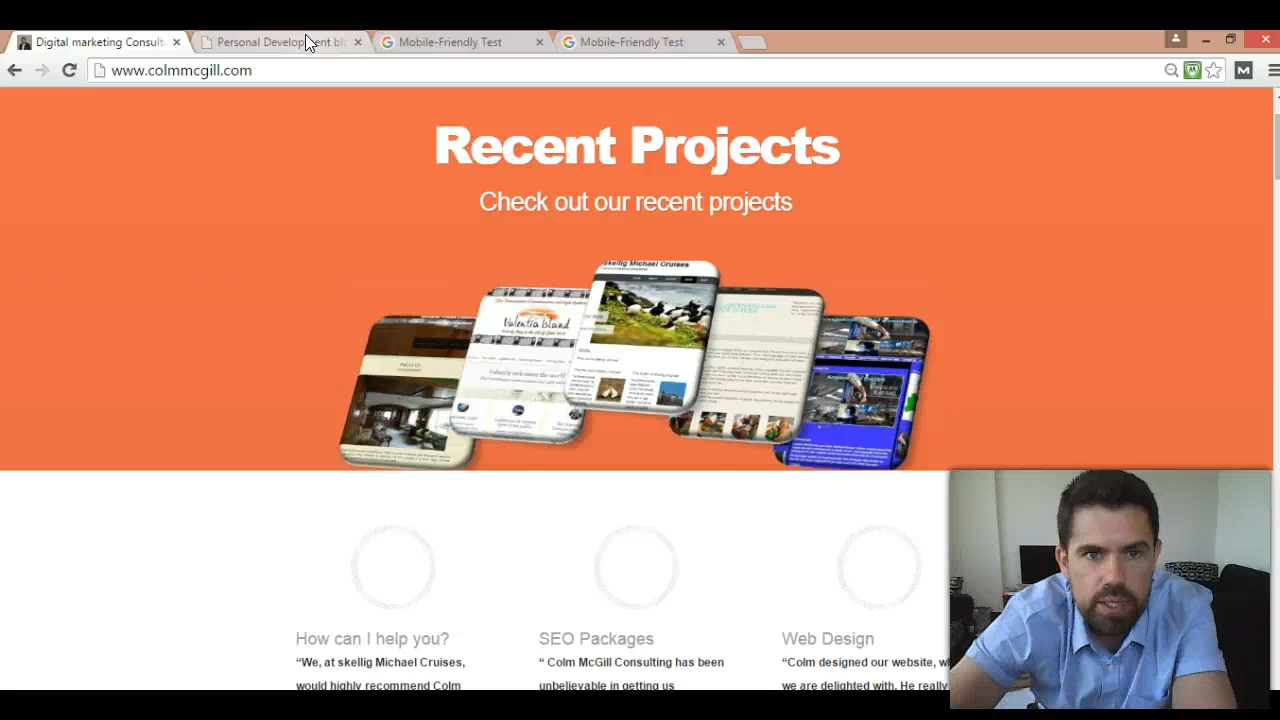 Digital marketing Consult
Personal Development blo
Mobile-Friendly Test
Mobile-Friendly Test
www.colmmcgill.com
Recent Projects
Check out our recent projects
Skellig Michael Cruises
Valentia Island
How can I help you?
SEO Packages
Web Design
“We, at skellig Michael Cruises,
“ Colm McGill Consulting has been
“Colm designed our website, wh
would highly recommend Colm
unbelievable in getting us
we are delighted with. He really